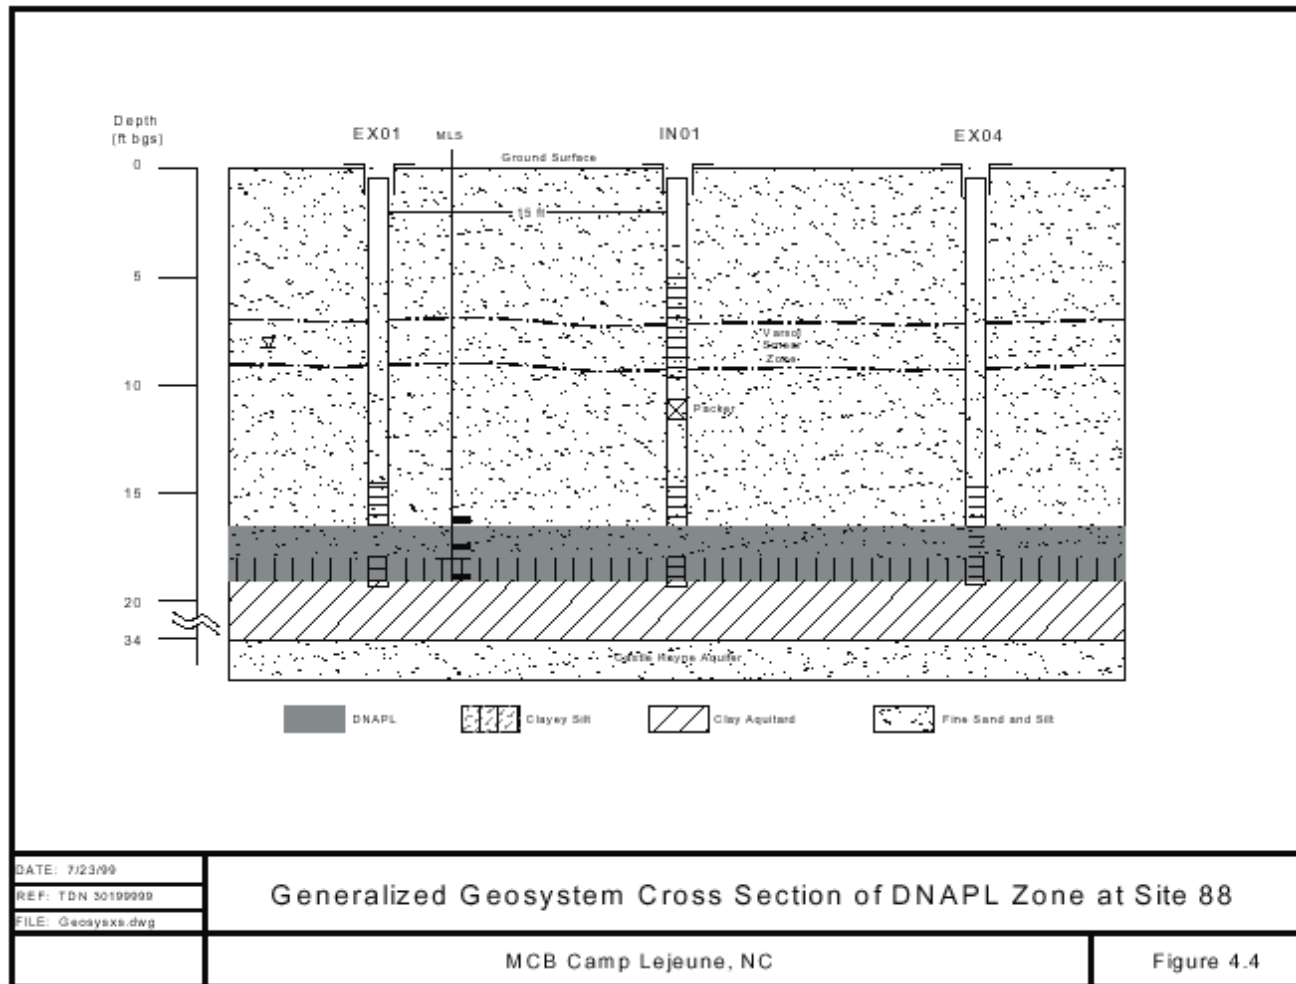 Depth
(ft bgs)
EX01
MLS
IN01
EX04
Ground Surface
0
15 ft
5
Varsol
Smear
Zone
10
Packer
15
20
34
Castle Hayne Aquifer
DNAPL
Clayey Silt
Clay Aquitard
Fine Sand and Silt
DATE: 7/23/99
REF: TDN 30199999
FILE: Geosysxs.dwg
Generalized Geosystem Cross Section of DNAPL Zone at Site 88
MCB Camp Lejeune, NC
Figure 4.4